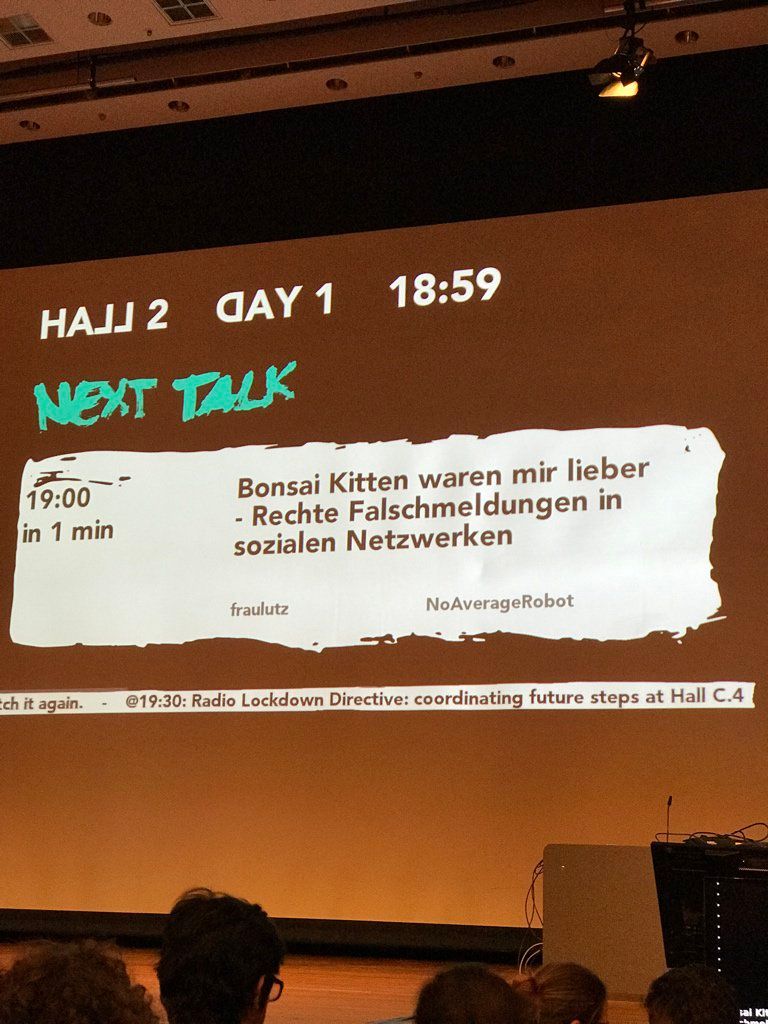 HALL 2 DAY 1 18:59
NEXT TALK
19:00
in 1 min
Bonsai Kitten waren mir lieber
- Rechte Falschmeldungen in
sozialen Netzwerken
fraulutz NoAverageRobot
it again. - @19:30: Radio Lockdown Directive: coordinating future steps at Hall C.4